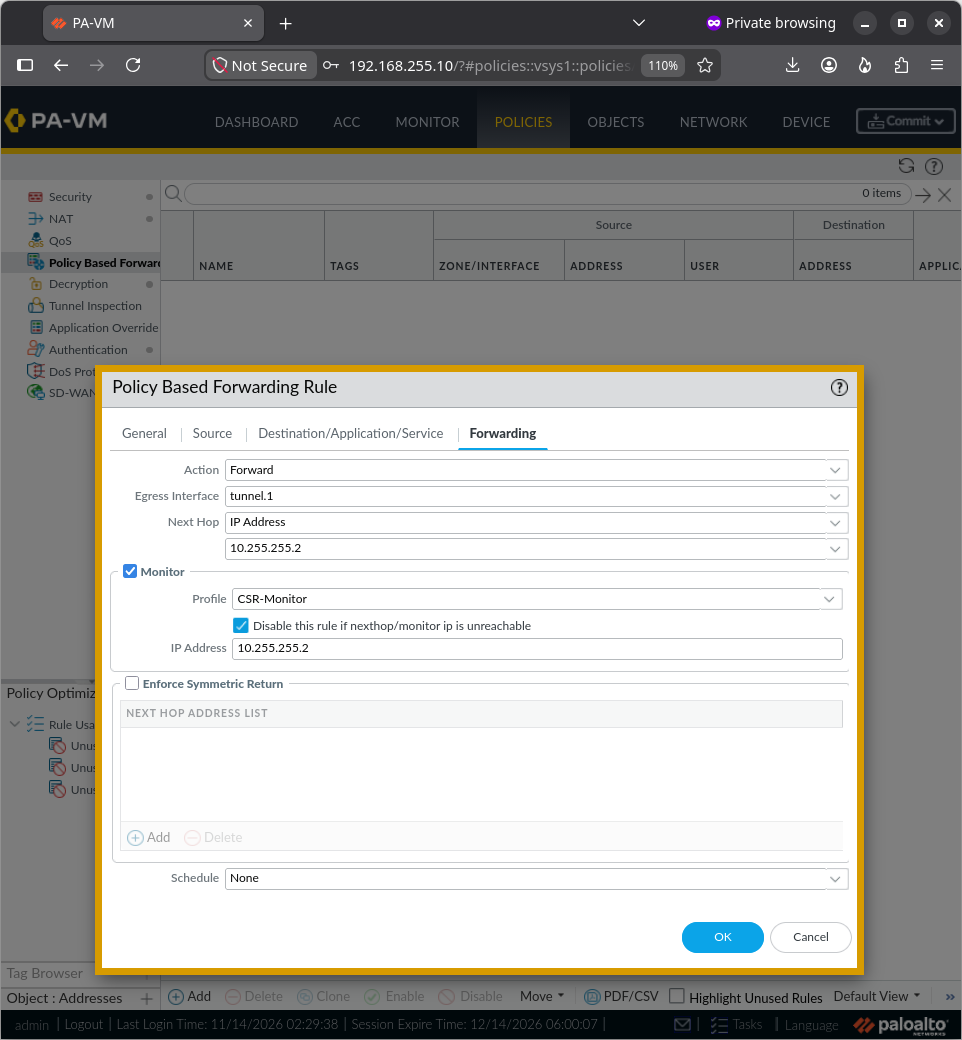 PA-VM
Private browsing
Not Secure 192.168.255.10/?#policies::vsys1::policies 110%
PA-VM DASHBOARD ACC MONITOR POLICIES OBJECTS NETWORK DEVICE Commit
Security
NAT
QoS
Policy Based Forward
Decryption
Tunnel Inspection
Application Override
Authentication
DoS Prot
SD-WAN
0 items
Source Destination
NAME TAGS ZONE/INTERFACE ADDRESS USER ADDRESS APPLIC
Policy Based Forwarding Rule
General Source Destination/Application/Service Forwarding
Action Forward
Egress Interface tunnel.1
Next Hop IP Address
10.255.255.2
Monitor
Profile CSR-Monitor
Disable this rule if nexthop/monitor ip is unreachable
IP Address 10.255.255.2
Enforce Symmetric Return
NEXT HOP ADDRESS LIST
Add Delete
Schedule None
OK Cancel
Policy Optimiz
Rule Usa
Unus
Unus
Unus
Tag Browser
Object : Addresses
Add Delete Clone Enable Disable Move PDF/CSV Highlight Unused Rules Default View »
admin | Logout | Last Login Time: 11/14/2026 02:29:38 | Session Expire Time: 12/14/2026 06:00:07 | Tasks | Language paloalto
NETWORKS